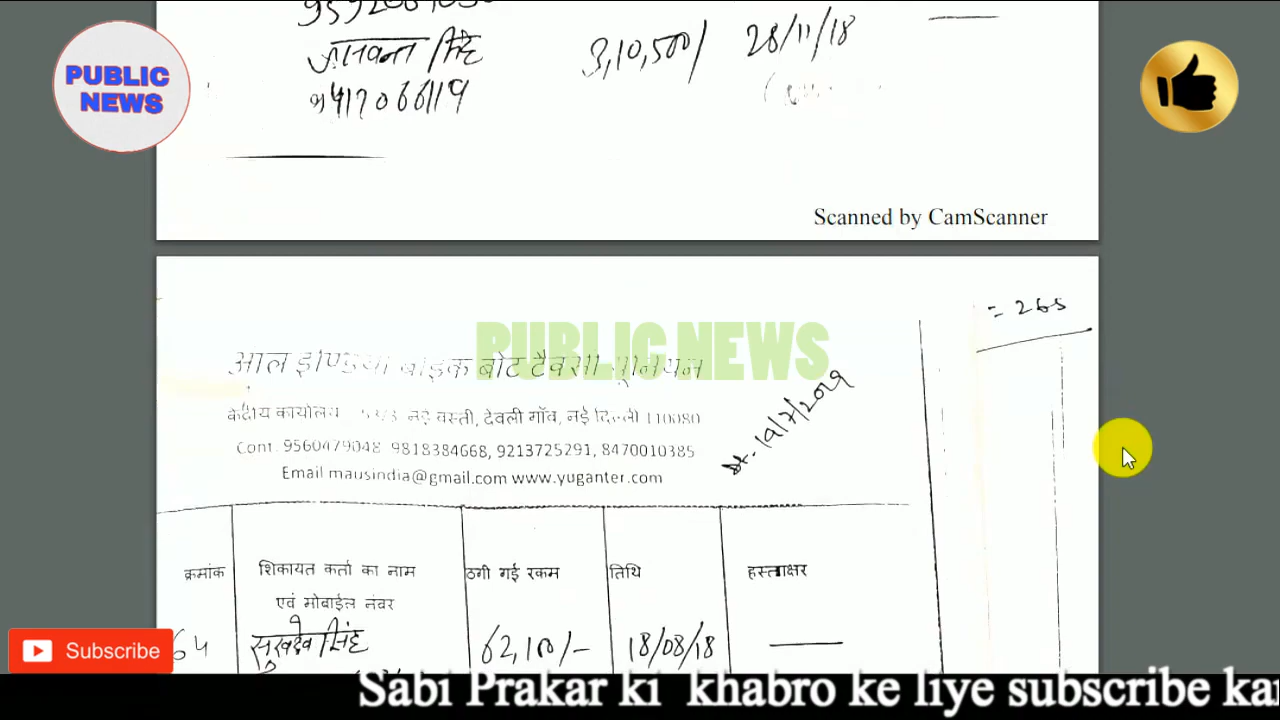 PUBLIC
NEWS
सिंह
3,10,500/
28/11/18
Scanned by CamScanner
= 265
PUBLIC NEWS
आल इण्डिया बाइक बोट टैक्सी यूनियन
केंद्रीय कार्यालय नई बस्ती, देवली गाँव, नई दिल्ली 110080
Cont. 9560479048 9818384668, 9213725291, 8470010385
Email mausindia@gmail.com www.yuganter.com
क्रमांक
शिकायत कर्ता का नाम
एवं मोबाईल नंबर
ठगी गई रकम
तिथि
हस्ताक्षर
सुखदेव सिंह
62,100/-
18/08/18
Subscribe
Sabi Prakar ki khabro ke liye subscribe